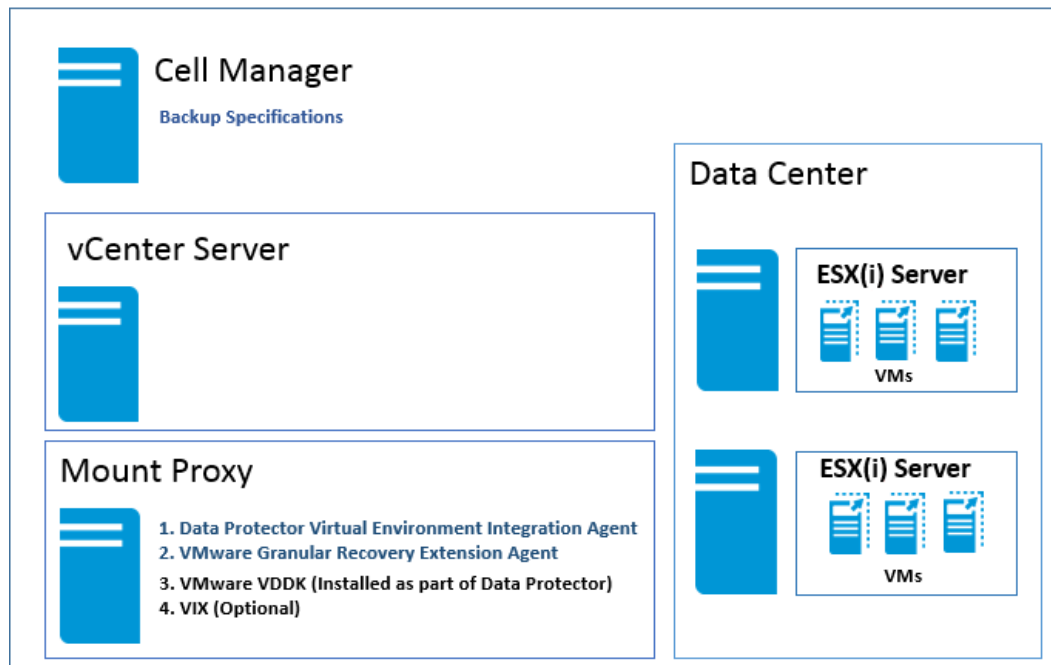 Cell Manager
Backup Specifications
vCenter Server
Mount Proxy
1. Data Protector Virtual Environment Integration Agent
2. VMware Granular Recovery Extension Agent
3. VMware VDDK (Installed as part of Data Protector)
4. VIX (Optional)
Data Center
ESX(i) Server
VMs
ESX(i) Server
VMs